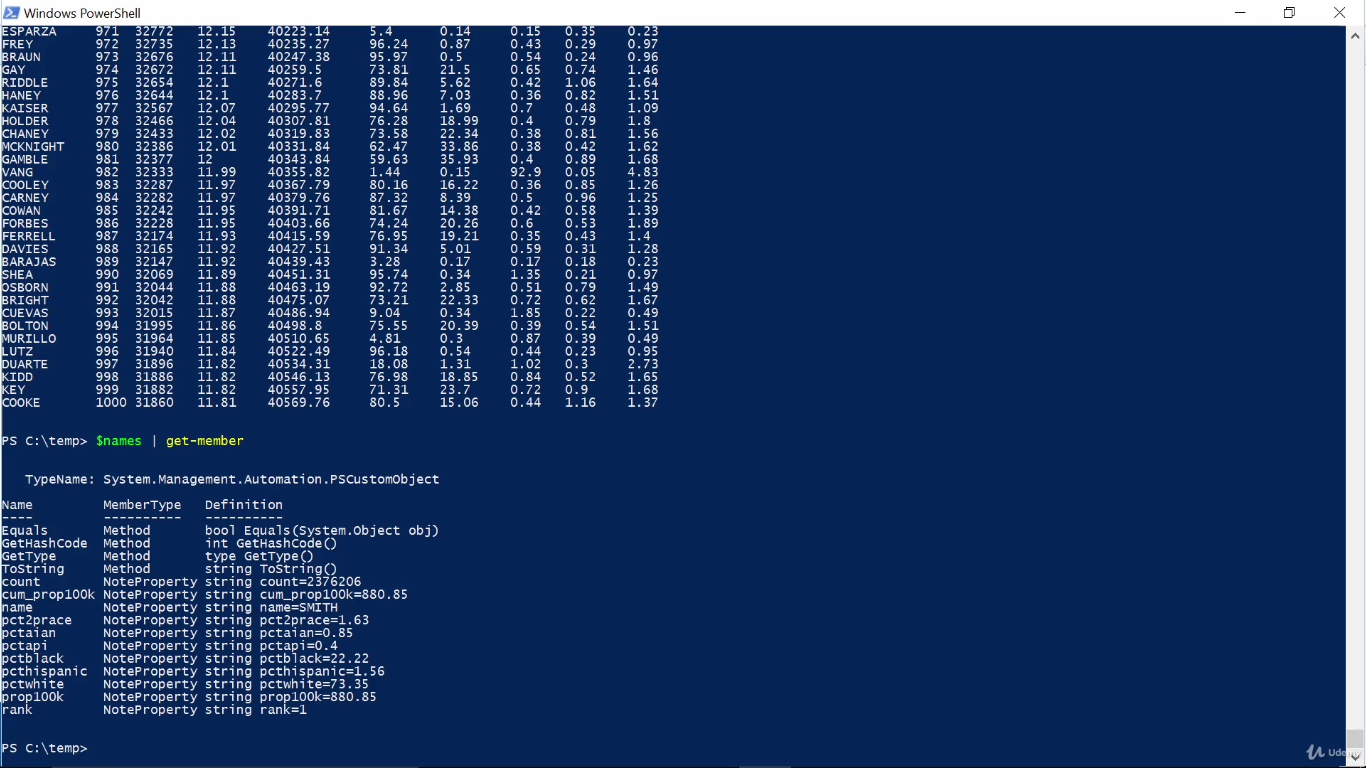 Windows PowerShell
ESPARZA 971 32772 12.15 40223.14 5.4 0.14 0.15 0.35 0.23
FREY 972 32735 12.13 40235.27 96.24 0.87 0.43 0.29 0.97
BRAUN 973 32676 12.11 40247.38 95.97 0.5 0.54 0.24 0.96
GAY 974 32672 12.11 40259.5 73.81 21.5 0.65 0.74 1.46
RIDDLE 975 32654 12.1 40271.6 89.84 5.62 0.42 1.06 1.64
HANEY 976 32644 12.1 40283.7 88.96 7.03 0.36 0.82 1.51
KAISER 977 32567 12.07 40295.77 94.64 1.69 0.7 0.48 1.09
HOLDER 978 32466 12.04 40307.81 76.28 18.99 0.4 0.79 1.8
CHANEY 979 32433 12.02 40319.83 73.58 22.34 0.38 0.81 1.56
MCKNIGHT 980 32386 12.01 40331.84 62.47 33.86 0.38 0.42 1.62
GAMBLE 981 32377 12 40343.84 59.63 35.93 0.4 0.89 1.68
VANG 982 32333 11.99 40355.82 1.44 0.15 92.9 0.05 4.83
COOLEY 983 32287 11.97 40367.79 80.16 16.22 0.36 0.85 1.26
CARNEY 984 32282 11.97 40379.76 87.32 8.39 0.5 0.96 1.25
COWAN 985 32242 11.95 40391.71 81.67 14.38 0.42 0.58 1.39
FORBES 986 32228 11.95 40403.66 74.24 20.26 0.6 0.53 1.89
FERRELL 987 32174 11.93 40415.59 76.95 19.21 0.35 0.43 1.4
DAVIES 988 32165 11.92 40427.51 91.34 5.01 0.59 0.31 1.28
BARAJAS 989 32147 11.92 40439.43 3.28 0.17 0.17 0.18 0.23
SHEA 990 32069 11.89 40451.31 95.74 0.34 1.35 0.21 0.97
OSBORN 991 32044 11.88 40463.19 92.72 2.85 0.51 0.79 1.49
BRIGHT 992 32042 11.88 40475.07 73.21 22.33 0.72 0.62 1.67
CUEVAS 993 32015 11.87 40486.94 9.04 0.34 1.85 0.22 0.49
BOLTON 994 31995 11.86 40498.8 75.55 20.39 0.39 0.54 1.51
MURILLO 995 31964 11.85 40510.65 4.81 0.3 0.87 0.39 0.49
LUTZ 996 31940 11.84 40522.49 96.18 0.54 0.44 0.23 0.95
DUARTE 997 31896 11.82 40534.31 18.08 1.31 1.02 0.3 2.73
KIDD 998 31886 11.82 40546.13 76.98 18.85 0.84 0.52 1.65
KEY 999 31882 11.82 40557.95 71.31 23.7 0.72 0.9 1.68
COOKE 1000 31860 11.81 40569.76 80.5 15.06 0.44 1.16 1.37
PS C:\temp> $names | get-member
TypeName: System.Management.Automation.PSCustomObject
Name MemberType Definition
---- ---------- ----------
Equals Method bool Equals(System.Object obj)
GetHashCode Method int GetHashCode()
GetType Method type GetType()
ToString Method string ToString()
count NoteProperty string count=2376206
cum_prop100k NoteProperty string cum_prop100k=880.85
name NoteProperty string name=SMITH
pct2prace NoteProperty string pct2prace=1.63
pctaian NoteProperty string pctaian=0.85
pctapi NoteProperty string pctapi=0.4
pctblack NoteProperty string pctblack=22.22
pcthispanic NoteProperty string pcthispanic=1.56
pctwhite NoteProperty string pctwhite=73.35
prop100k NoteProperty string prop100k=880.85
rank NoteProperty string rank=1
PS C:\temp>
Udemy